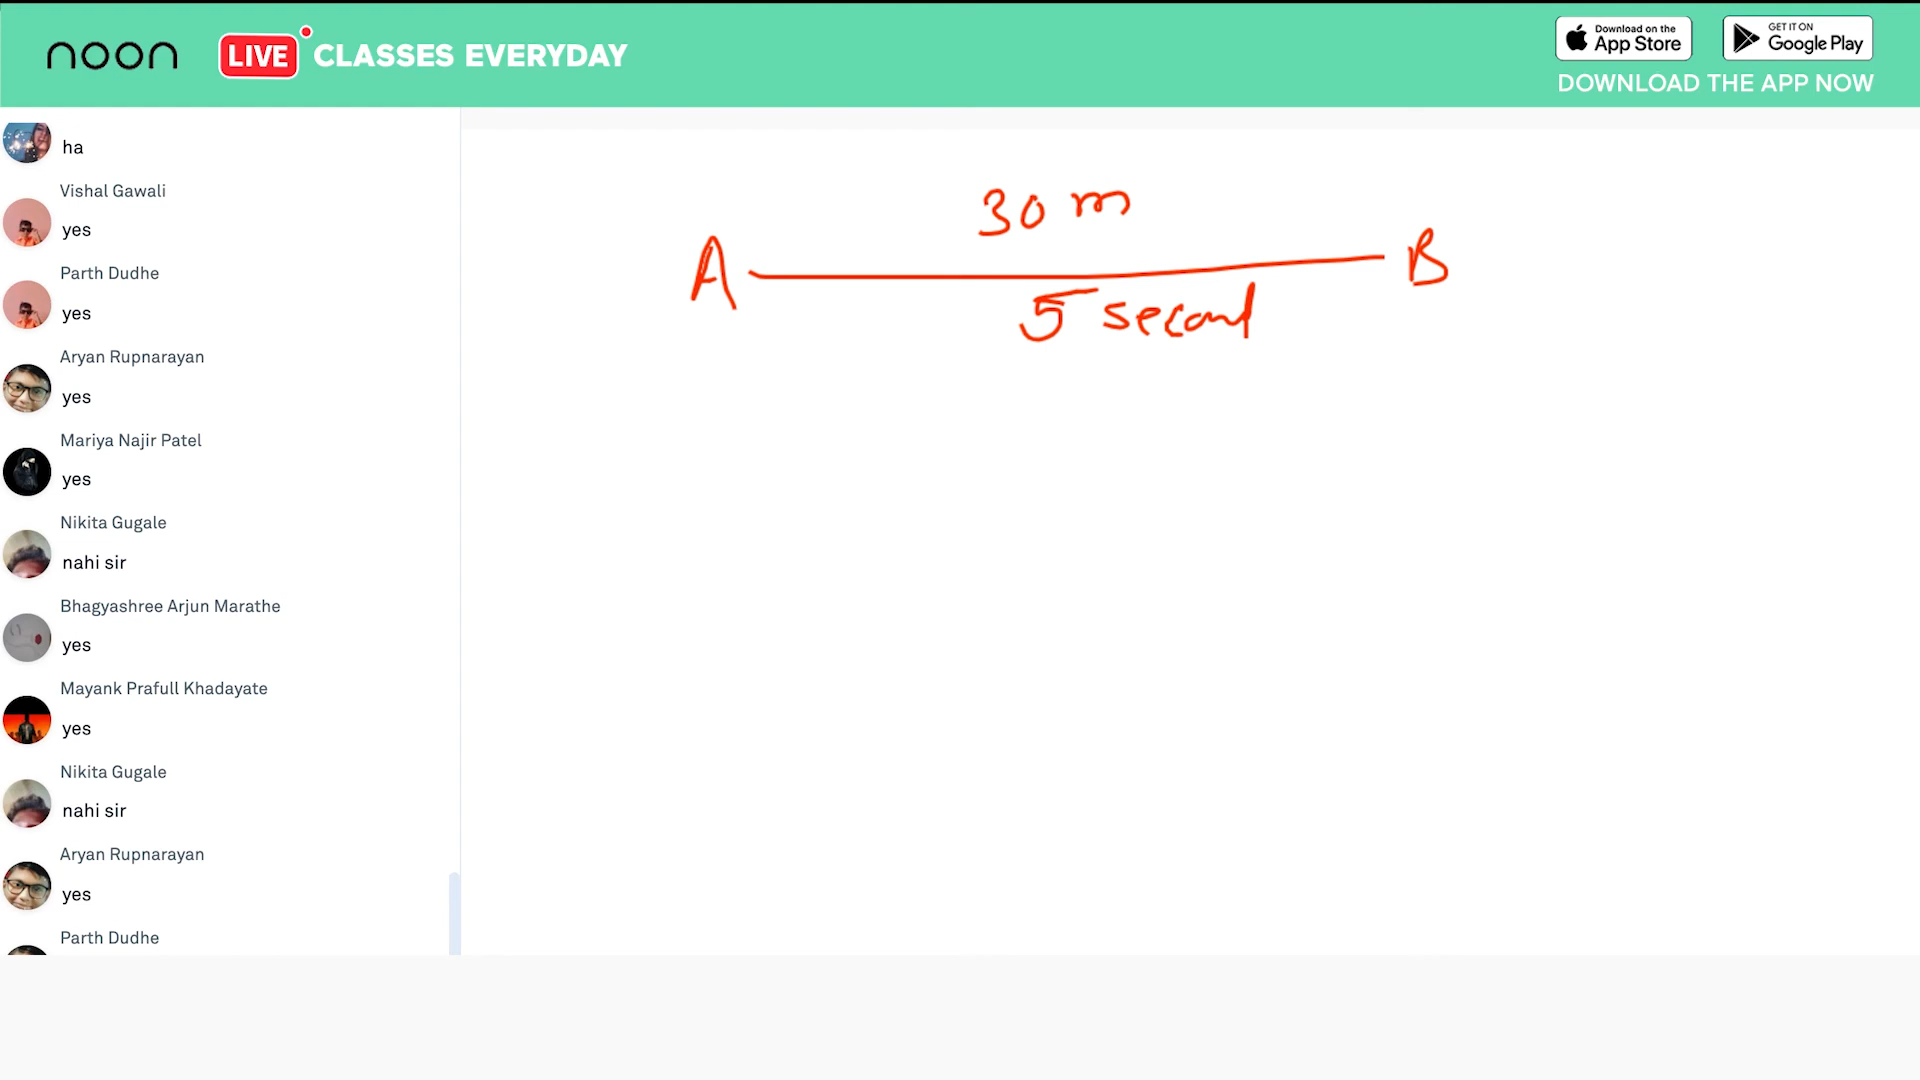 noon LIVE CLASSES EVERYDAY
Download on the App Store
GET IT ON Google Play
DOWNLOAD THE APP NOW
ha
Vishal Gawali
yes
Parth Dudhe
yes
Aryan Rupnarayan
yes
Mariya Najir Patel
yes
Nikita Gugale
nahi sir
Bhagyashree Arjun Marathe
yes
Mayank Prafull Khadayate
yes
Nikita Gugale
nahi sir
Aryan Rupnarayan
yes
Parth Dudhe
30 m
A B
5 second